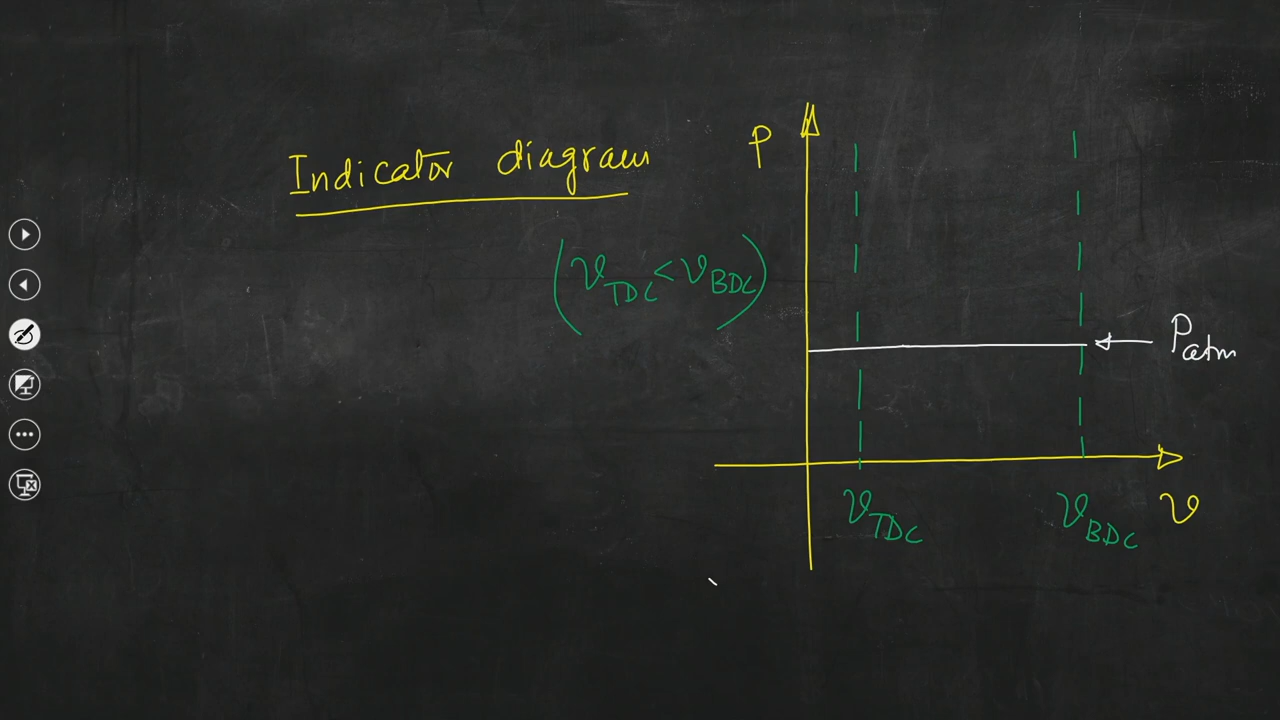 Indicator diagram
P
(v_TDC < v_BDC)
P_atm
v_TDC
v_BDC
v